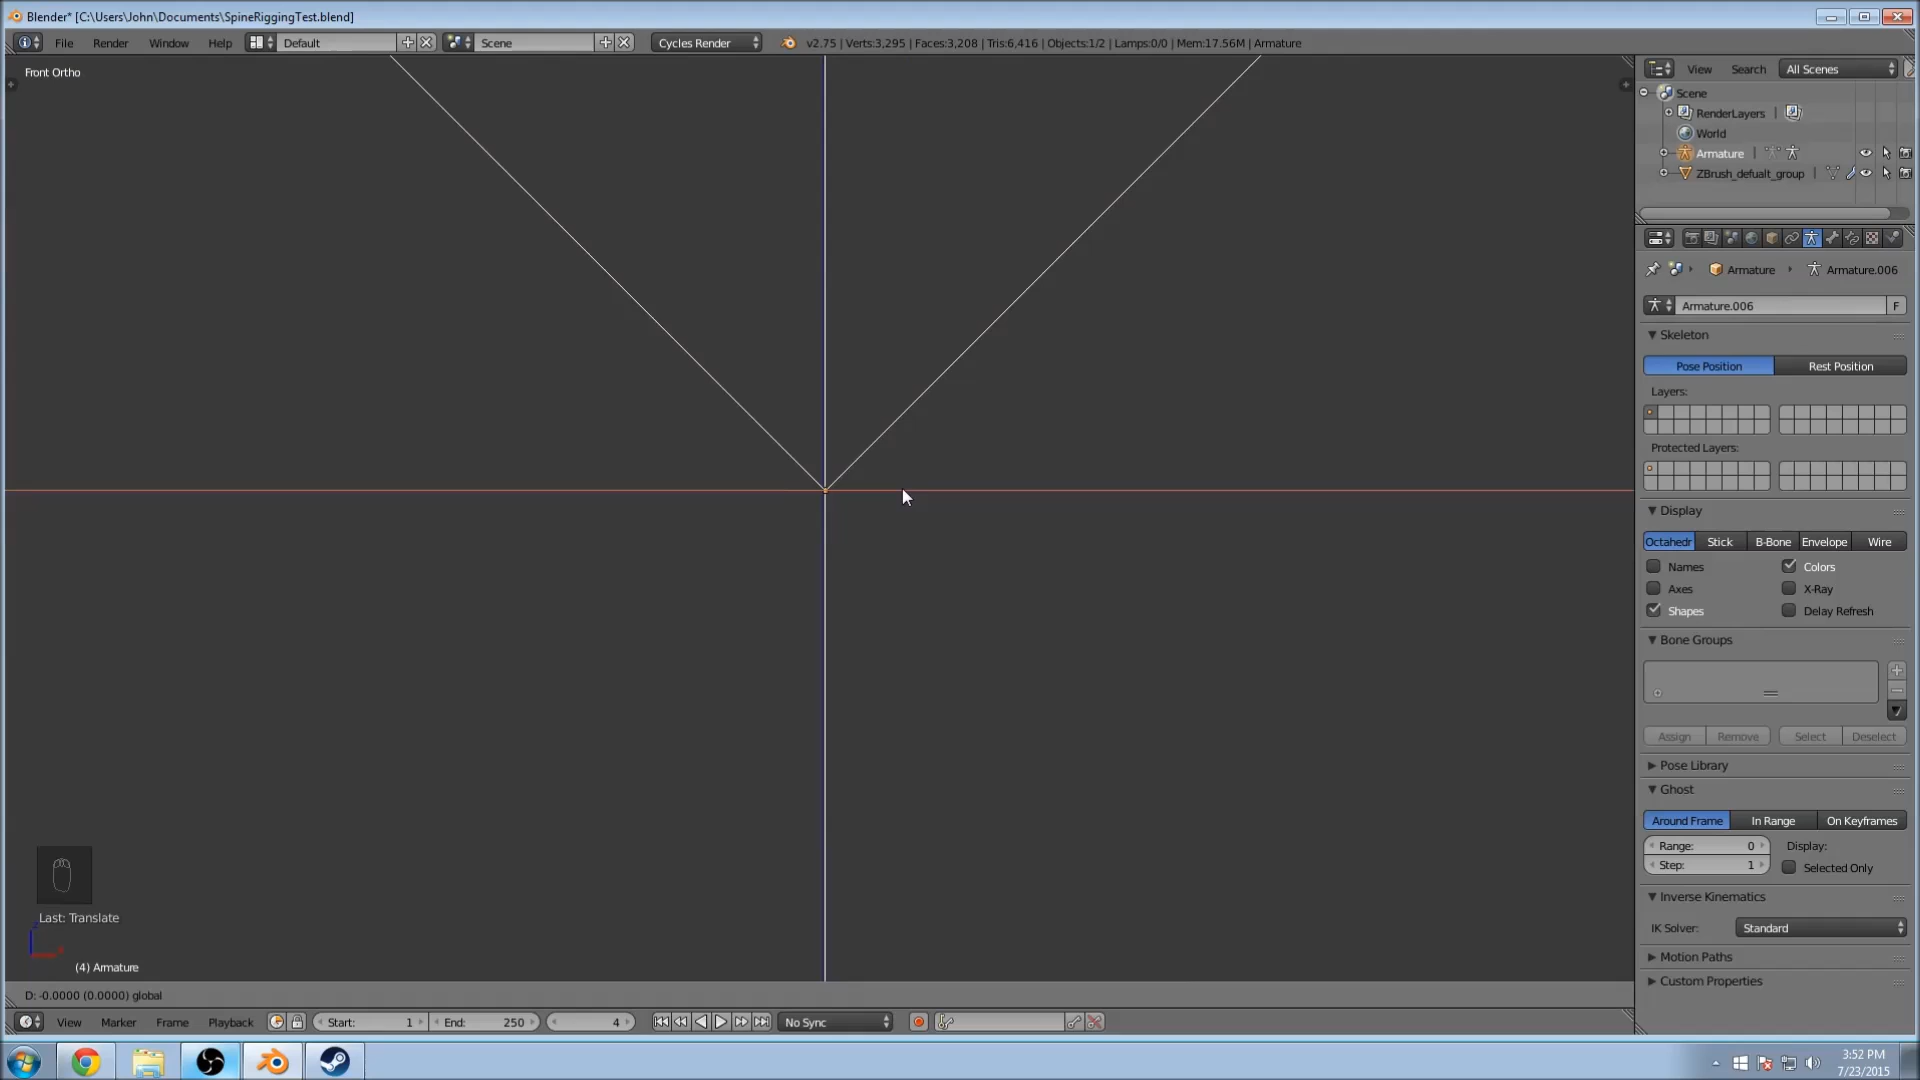 Blender* [C:\Users\John\Documents\SpineRiggingTest.blend]
File Render Window Help Default Scene Cycles Render v2.75 | Verts:3,295 | Faces:3,208 | Tris:6,416 | Objects:1/2 | Lamps:0/0 | Mem:17.56M | Armature
Front Ortho
View Search All Scenes
Scene
RenderLayers
World
Armature
ZBrush_defualt_group
Armature Armature.006
Armature.006 F
Skeleton
Pose Position Rest Position
Layers:
Protected Layers:
Display
Octahedr Stick B-Bone Envelope Wire
Names Colors
Axes X-Ray
Shapes Delay Refresh
Bone Groups
Assign Remove Select Deselect
Pose Library
Ghost
Around Frame In Range On Keyframes
Range: 0 Display:
Step: 1 Selected Only
Inverse Kinematics
IK Solver: Standard
Motion Paths
Custom Properties
Last: Translate
(4) Armature
D: -0.0000 (0.0000) global
View Marker Frame Playback Start: 1 End: 250 4 No Sync
3:52 PM
7/23/2015